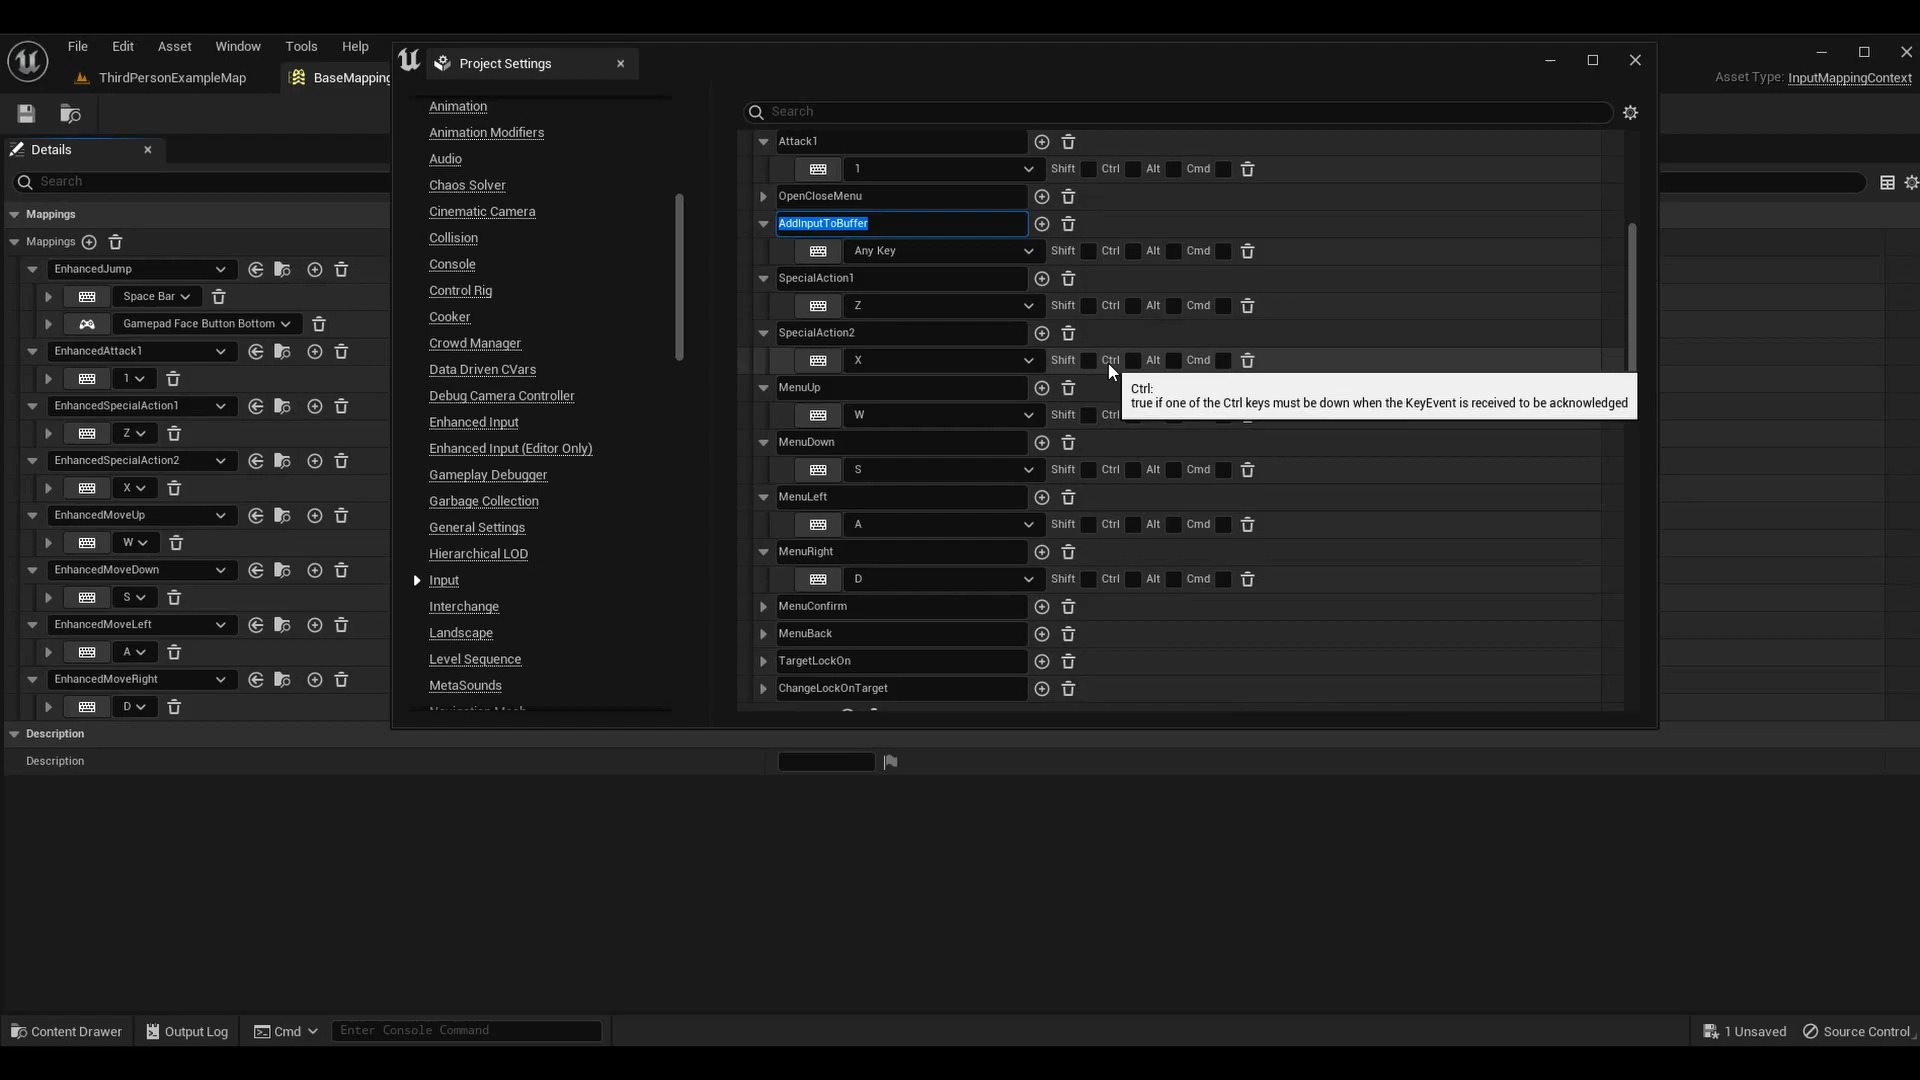 File Edit Asset Window Tools Help
ThirdPersonExampleMap
BaseMapping
Project Settings
Asset Type: InputMappingContext
Details
Search
Mappings
Mappings
EnhancedJump
Space Bar
Gamepad Face Button Bottom
EnhancedAttack1
1
EnhancedSpecialAction1
Z
EnhancedSpecialAction2
X
EnhancedMoveUp
W
EnhancedMoveDown
S
EnhancedMoveLeft
A
EnhancedMoveRight
D
Description
Description
Animation
Animation Modifiers
Audio
Chaos Solver
Cinematic Camera
Collision
Console
Control Rig
Cooker
Crowd Manager
Data Driven CVars
Debug Camera Controller
Enhanced Input
Enhanced Input (Editor Only)
Gameplay Debugger
Garbage Collection
General Settings
Hierarchical LOD
Input
Interchange
Landscape
Level Sequence
MetaSounds
Search
Attack1
1 Shift Ctrl Alt Cmd
OpenCloseMenu
AddInputToBuffer
Any Key Shift Ctrl Alt Cmd
SpecialAction1
Z Shift Ctrl Alt Cmd
SpecialAction2
X Shift Ctrl Alt Cmd
Ctrl:
true if one of the Ctrl keys must be down when the KeyEvent is received to be acknowledged
MenuUp
W Shift Ctrl
MenuDown
S Shift Ctrl Alt Cmd
MenuLeft
A Shift Ctrl Alt Cmd
MenuRight
D Shift Ctrl Alt Cmd
MenuConfirm
MenuBack
TargetLockOn
ChangeLockOnTarget
Content Drawer Output Log Cmd Enter Console Command 1 Unsaved Source Control